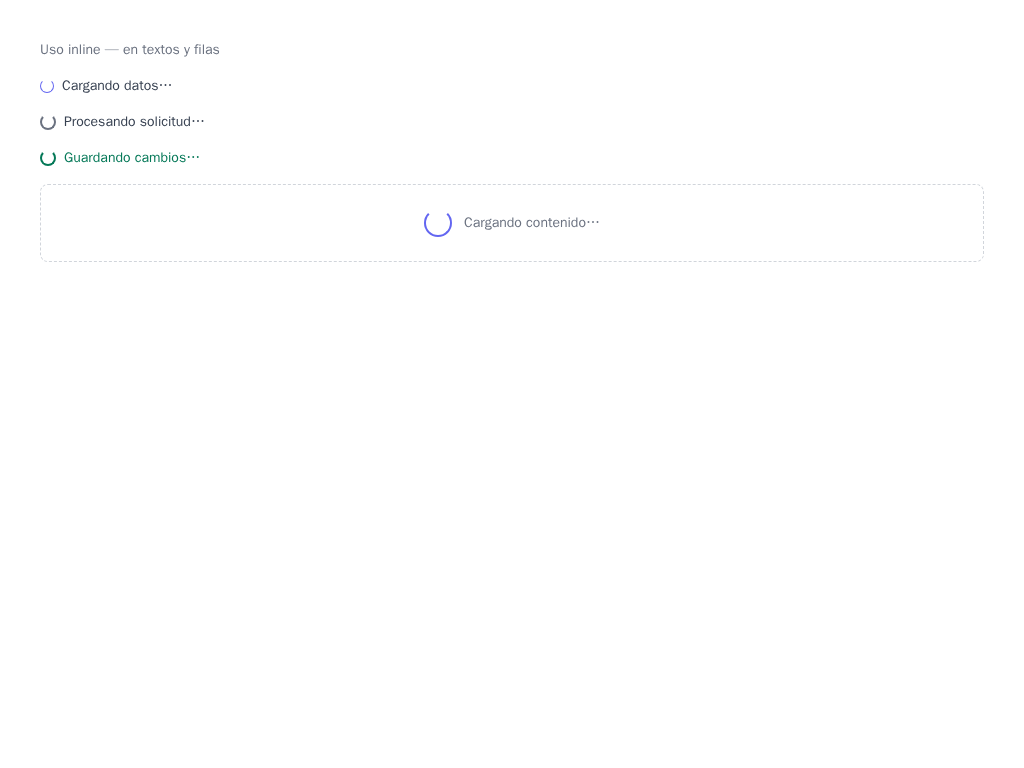 Uso inline — en textos y filas
Cargando datos…
Procesando solicitud…
Guardando cambios…
Cargando contenido…